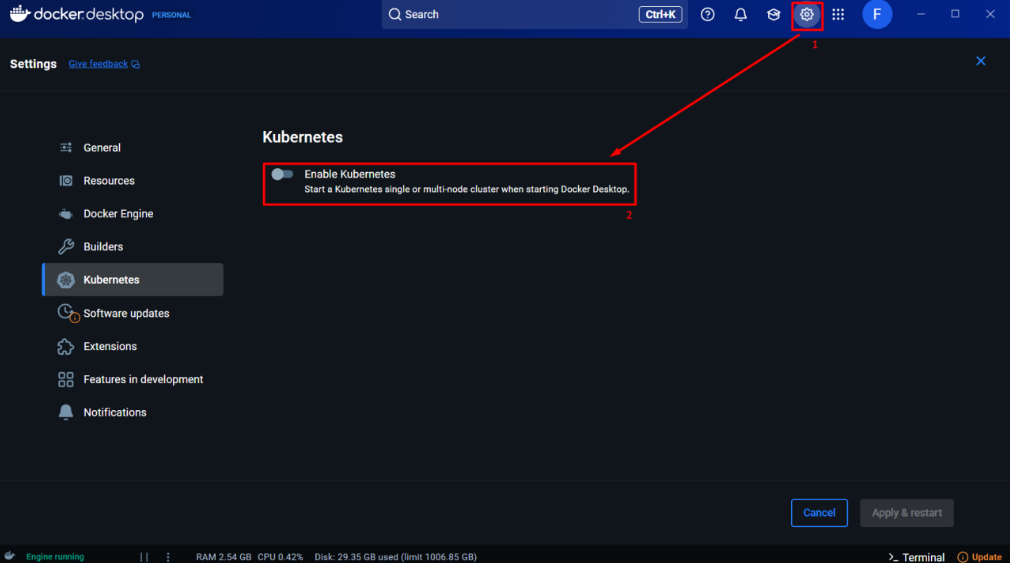 docker.desktop PERSONAL Search Ctrl+K F
1
Settings Give feedback
Kubernetes
General
Enable Kubernetes
Start a Kubernetes single or multi-node cluster when starting Docker Desktop.
2
Resources
Docker Engine
Builders
Kubernetes
Software updates
Extensions
Features in development
Notifications
Cancel Apply & restart
Engine running RAM 2.54 GB CPU 0.42% Disk: 29.35 GB used (limit 1006.85 GB) >_ Terminal Update